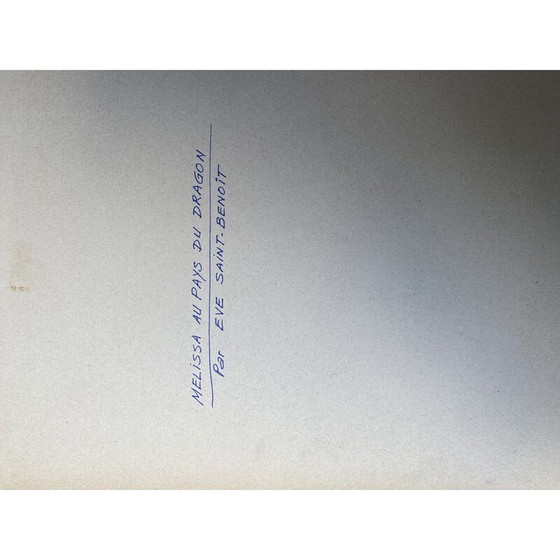 MELiSSA AU PAYS DU DRAGON
Par EVE SAiNT-BENOiT